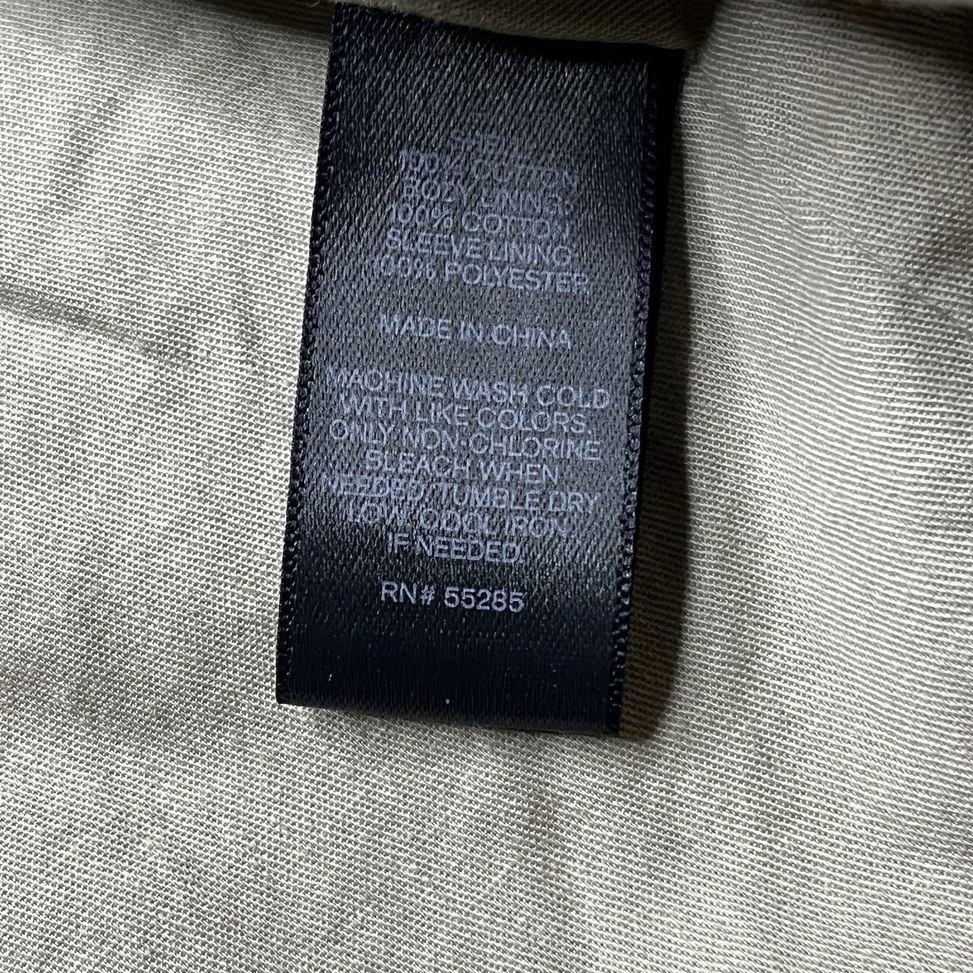 SHELL:
100% COTTON
BODY LINING:
100% COTTON
SLEEVE LINING:
100% POLYESTER
MADE IN CHINA
MACHINE WASH COLD
WITH LIKE COLORS.
ONLY NON-CHLORINE
BLEACH WHEN
NEEDED. TUMBLE DRY
LOW. COOL IRON
IF NEEDED.
RN# 55285